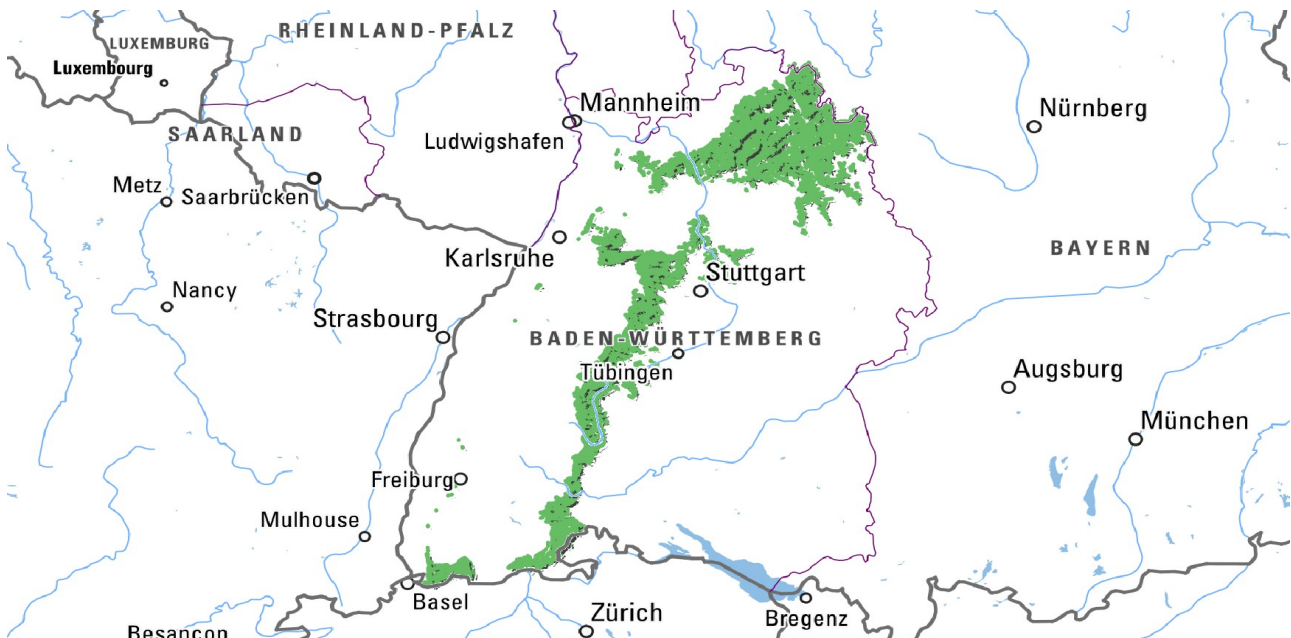 RHEINLAND-PFALZ
LUXEMBURG
Luxembourg
Mannheim
Nürnberg
SAARLAND
Ludwigshafen
Metz
Saarbrücken
Karlsruhe
BAYERN
Stuttgart
Nancy
Strasbourg
BADEN-WÜRTTEMBERG
Tübingen
Augsburg
München
Freiburg
Mulhouse
Basel
Zürich
Bregenz
Besançon